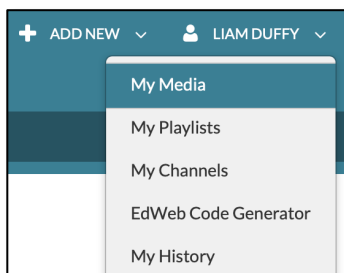 ADD NEW LIAM DUFFY
My Media
My Playlists
My Channels
EdWeb Code Generator
My History